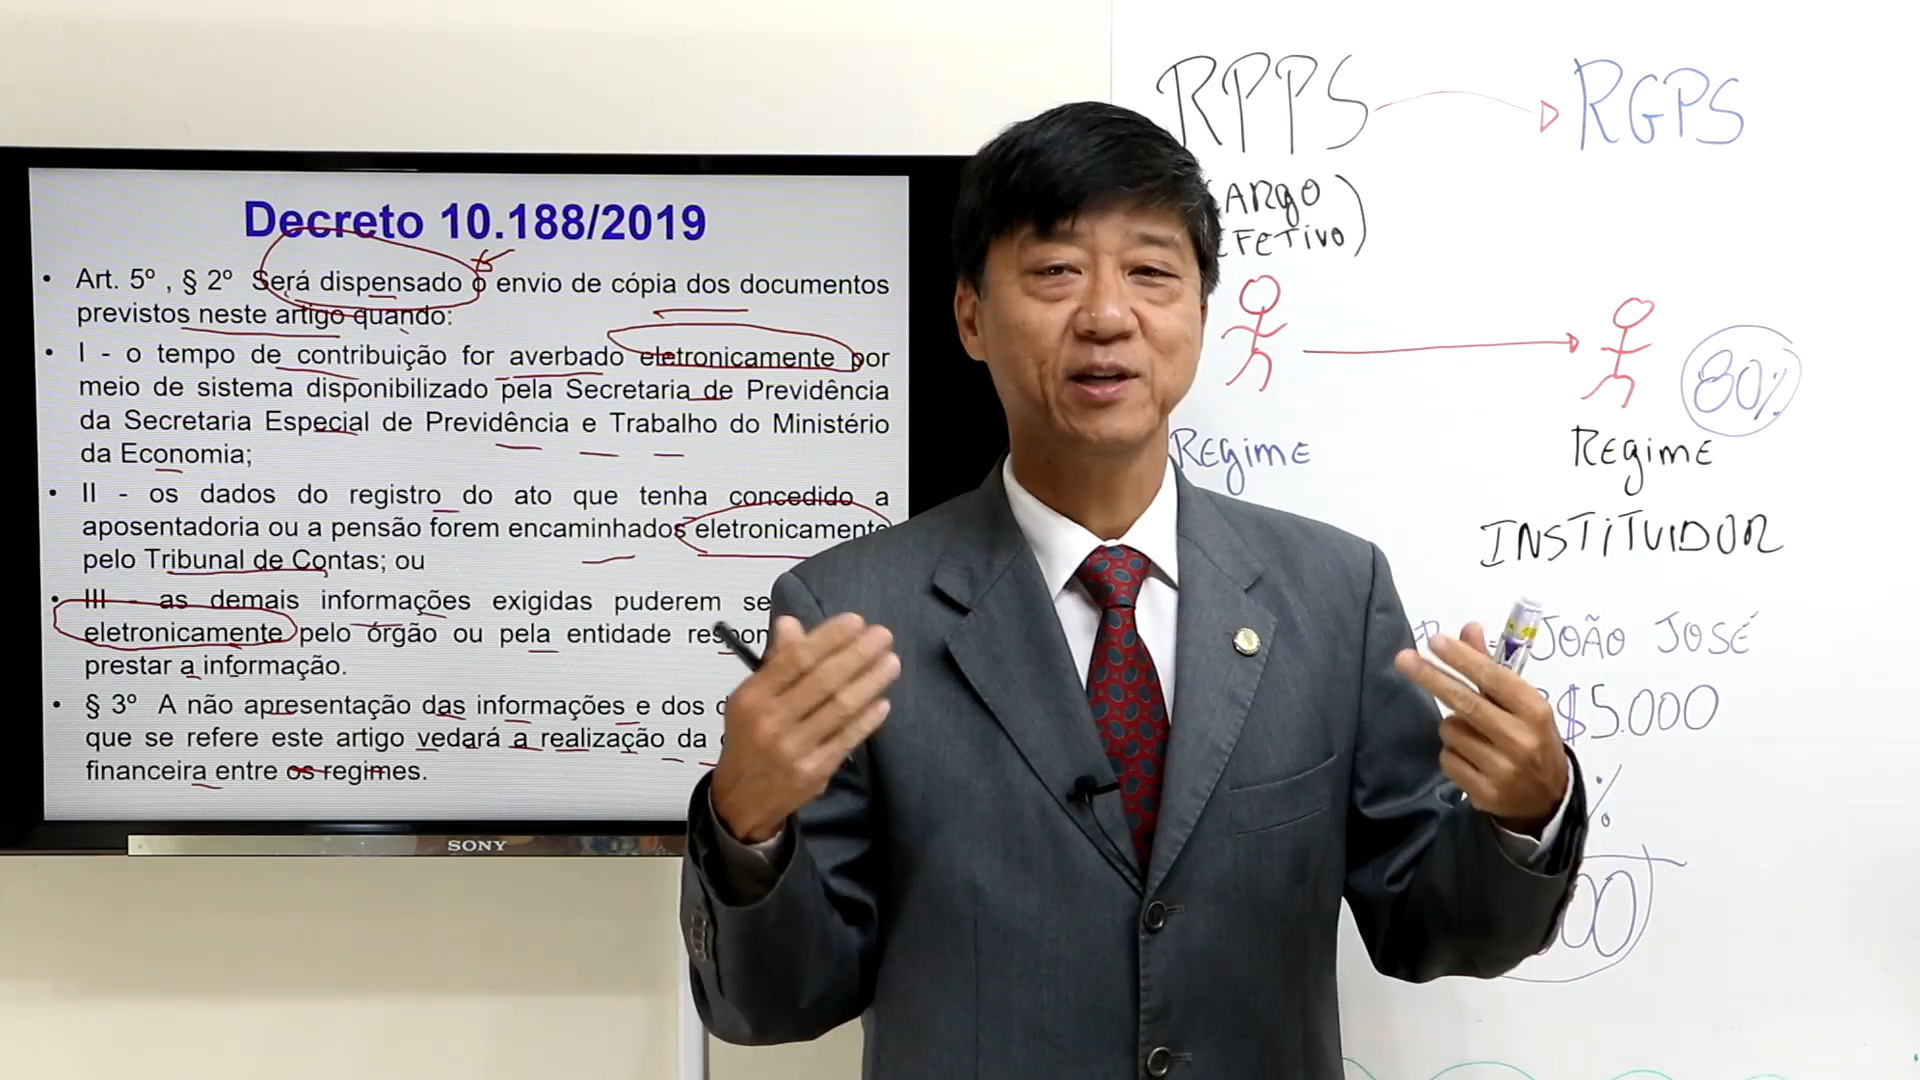 Decreto 10.188/2019
• Art. 5º , § 2º Será dispensado o envio de cópia dos documentos
previstos neste artigo quando:
• I - o tempo de contribuição for averbado eletronicamente por
meio de sistema disponibilizado pela Secretaria de Previdência
da Secretaria Especial de Previdência e Trabalho do Ministério
da Economia;
• II - os dados do registro do ato que tenha concedido a
aposentadoria ou a pensão forem encaminhados eletronicamente
pelo Tribunal de Contas; ou
• III - as demais informações exigidas puderem se
eletronicamente pelo órgão ou pela entidade respon
prestar a informação.
• § 3º A não apresentação das informações e dos d
que se refere este artigo vedará a realização da
financeira entre os regimes.
SONY
RPPS RGPS
CARGO
EFETIVO)
80%
Regime Regime
INSTITUIDOR
JOÃO JOSÉ
$5.000
%
00